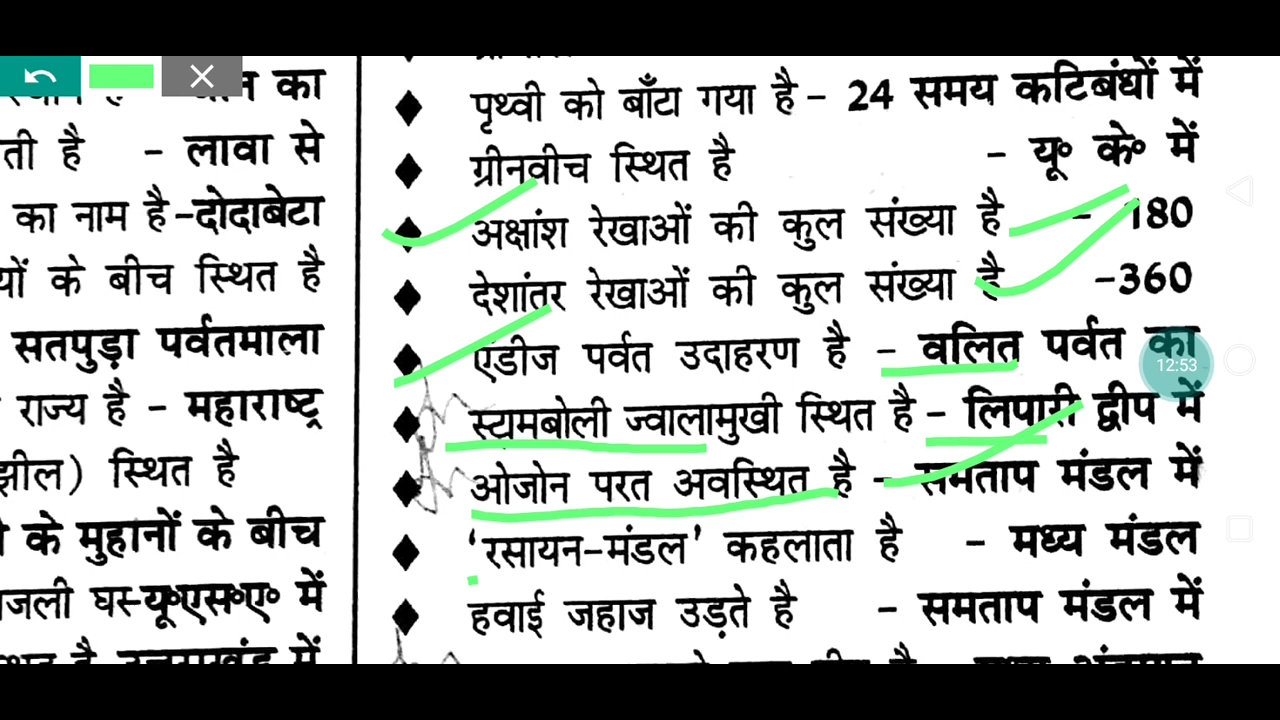 का
ती है - लावा से
का नाम है-दोदाबेटा
के बीच स्थित है
सतपुड़ा पर्वतमाला
राज्य है - महाराष्ट्र
झील) स्थित है
के मुहानों के बीच
यू॰एस॰ए॰ में
पृथ्वी को बाँटा गया है - 24 समय कटिबंधों में
ग्रीनवीच स्थित है - यू॰ के॰ में
अक्षांश रेखाओं की कुल संख्या है - 180
देशांतर रेखाओं की कुल संख्या है -360
एंडीज पर्वत उदाहरण है - वलित पर्वत का
स्टामबोली ज्वालामुखी स्थित है - लिपारी द्वीप में
ओजोन परत अवस्थित है - समताप मंडल में
‘रसायन-मंडल’ कहलाता है - मध्य मंडल
हवाई जहाज उड़ते है - समताप मंडल में
12:53